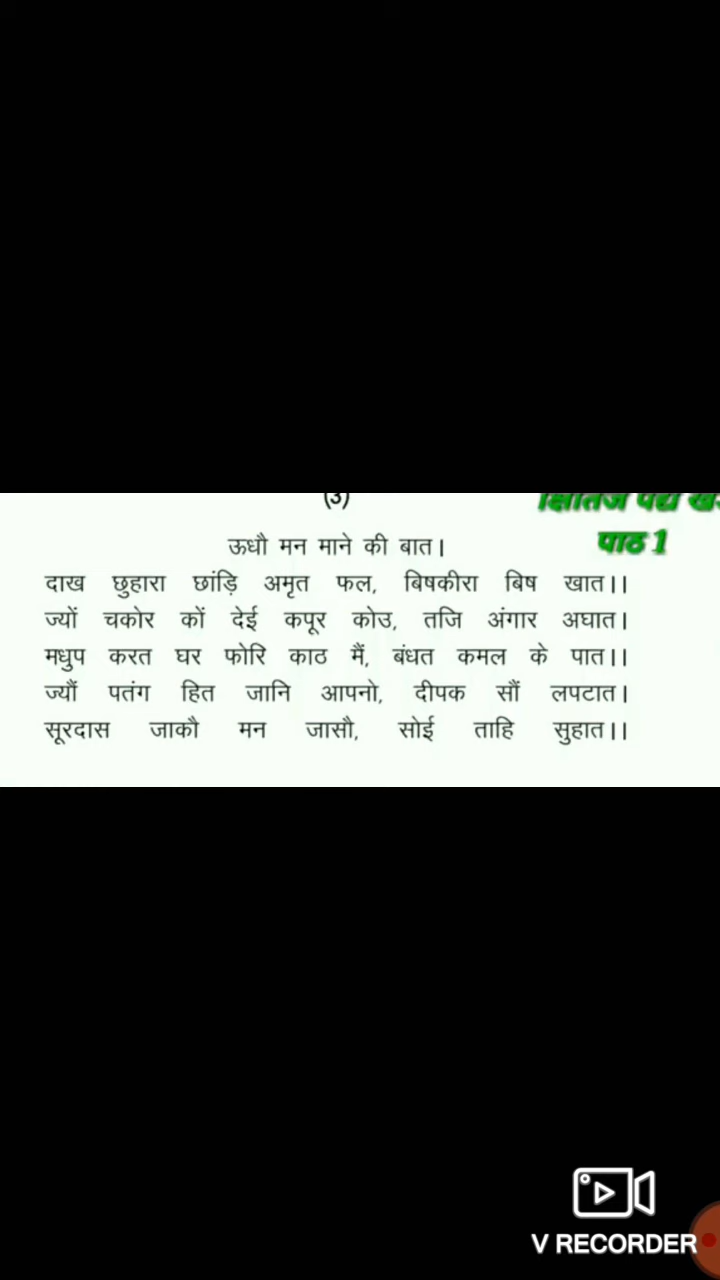 (3)
क्षितिज पद्य
पाठ 1
ऊधौ मन माने की बात।
दाख छुहारा छांड़ि अमृत फल, बिषकीरा बिष खात।।
ज्यों चकोर कों देई कपूर कोउ, तजि अंगार अघात।
मधुप करत घर फोरि काठ मैं, बंधत कमल के पात।।
ज्यौं पतंग हित जानि आपनो, दीपक सौं लपटात।
सूरदास जाकौ मन जासौ, सोई ताहि सुहात।।
V RECORDER